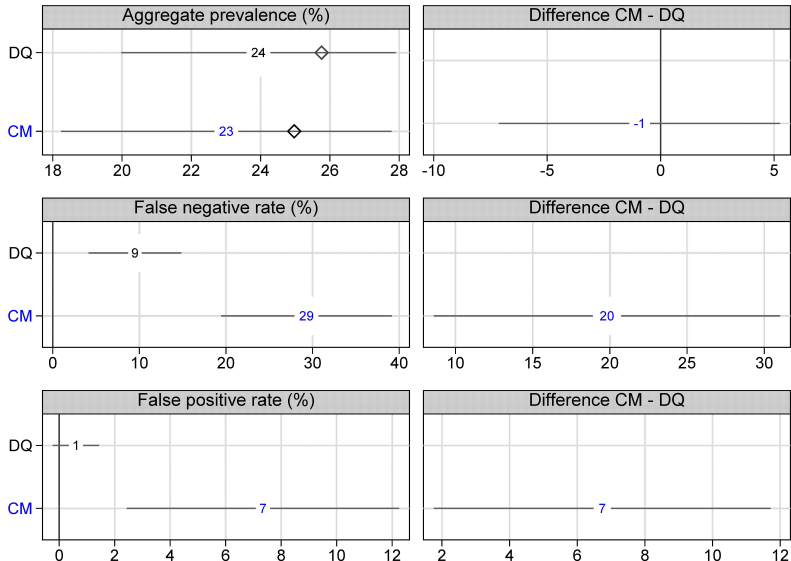 Aggregate prevalence (%) Difference CM - DQ
DQ 24
CM 23 -1
18 20 22 24 26 28 -10 -5 0 5
False negative rate (%) Difference CM - DQ
DQ 9
CM 29 20
0 10 20 30 40 10 15 20 25 30
False positive rate (%) Difference CM - DQ
DQ 1
CM 7 7
0 2 4 6 8 10 12 2 4 6 8 10 12